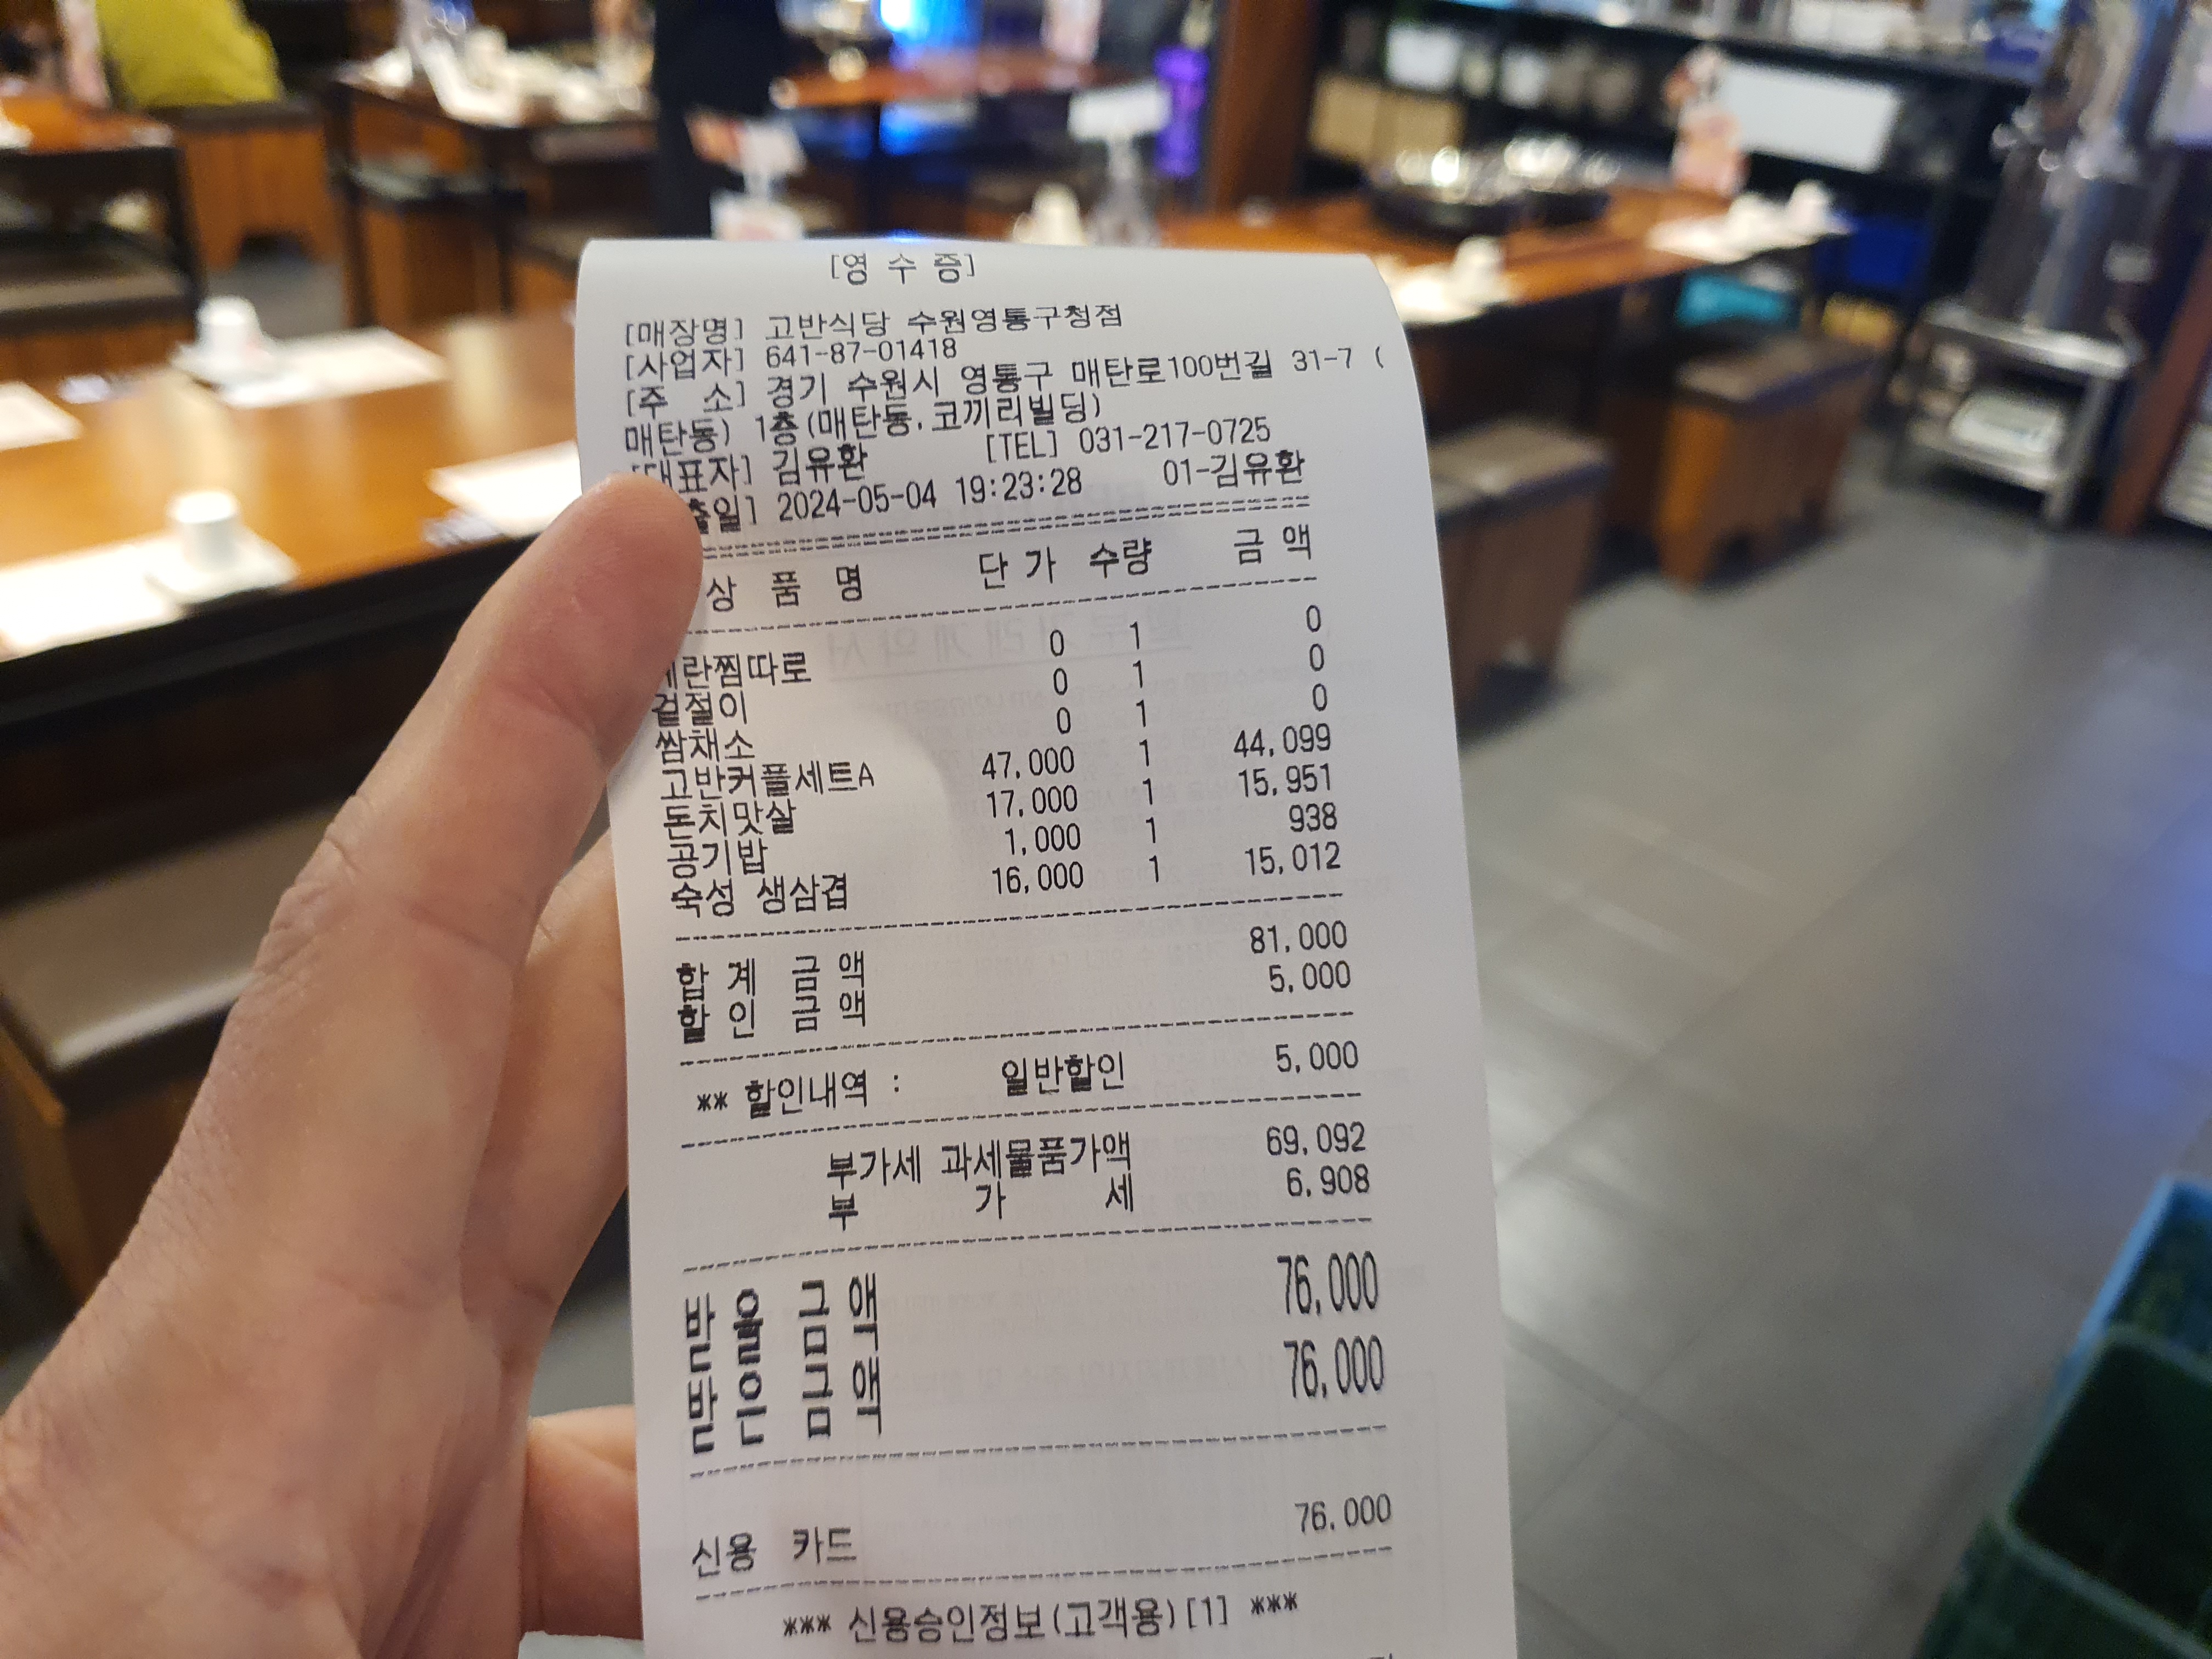 [영 수 증]
[매장명] 고반식당 수원영통구청점
[사업자] 641-87-01418
[주 소] 경기 수원시 영통구 매탄로100번길 31-7 (
매탄동) 1층(매탄동,코끼리빌딩)
[대표자] 김유환 [TEL] 031-217-0725
출일] 2024-05-04 19:23:28 01-김유환
상 품 명 단 가 수량 금 액
계란찜따로 0 1 0
겉절이 0 1 0
쌈채소 0 1 0
고반커플세트A 47,000 1 44,099
돈치맛살 17,000 1 15,951
공기밥 1,000 1 938
숙성 생삼겹 16,000 1 15,012
합 계 금 액 81,000
할 인 금 액 5,000
** 할인내역 : 일반할인 5,000
부가세 과세물품가액 69,092
부 가 세 6,908
받 을 금 액 76,000
받 은 금 액 76,000
신용 카드 76,000
*** 신용승인정보(고객용)[1] ***